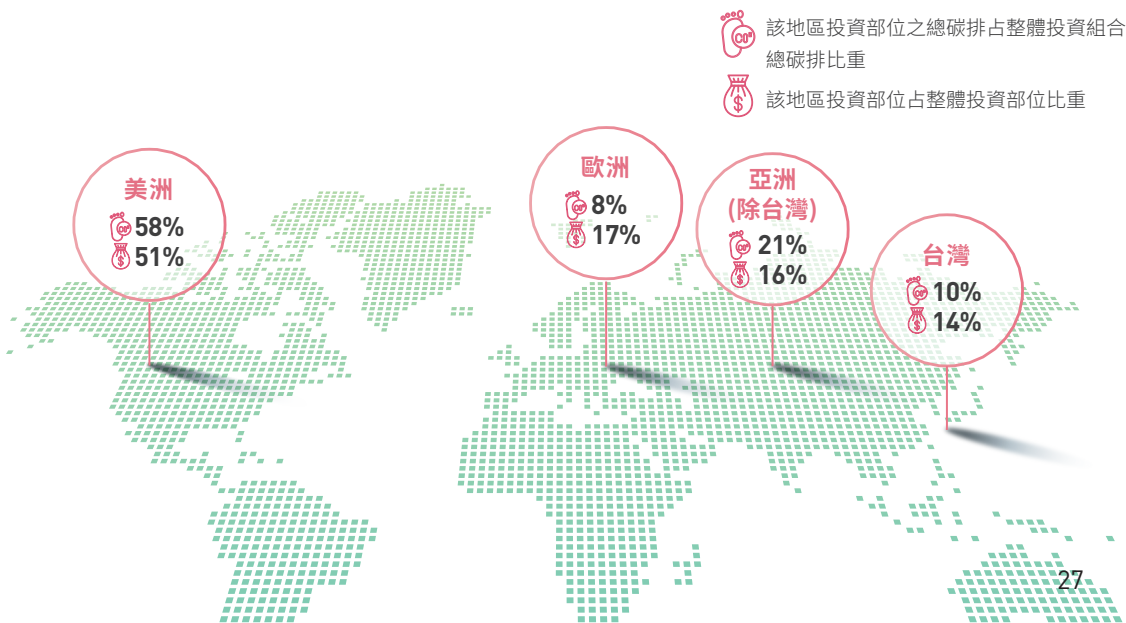 該地區投資部位之總碳排占整體投資組合
總碳排比重
該地區投資部位占整體投資部位比重
美洲
58%
51%
歐洲
8%
17%
亞洲
(除台灣)
21%
16%
台灣
10%
14%
27